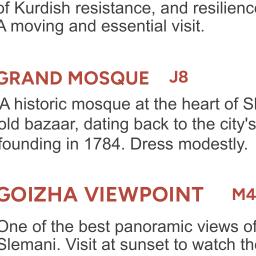 of Kurdish resistance, and resilience
A moving and essential visit.
GRAND MOSQUE J8
A historic mosque at the heart of Sl
old bazaar, dating back to the city's
founding in 1784. Dress modestly.
GOIZHA VIEWPOINT M4
One of the best panoramic views of
Slemani. Visit at sunset to watch the